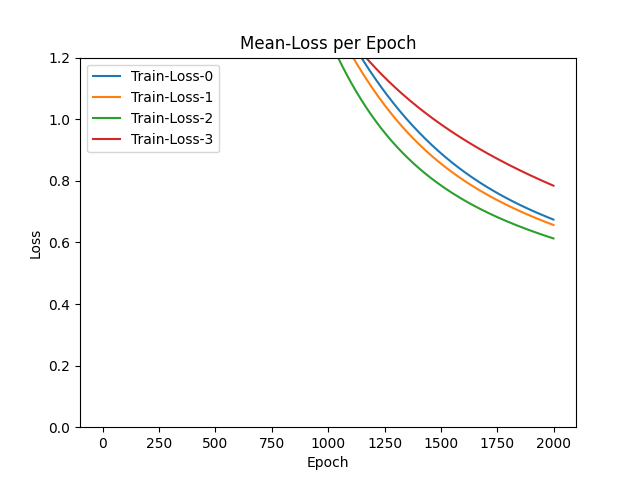 Mean-Loss per Epoch
Train-Loss-0
Train-Loss-1
Train-Loss-2
Train-Loss-3
1.2
1.0
0.8
0.6
0.4
0.2
0.0
Loss
0 250 500 750 1000 1250 1500 1750 2000
Epoch